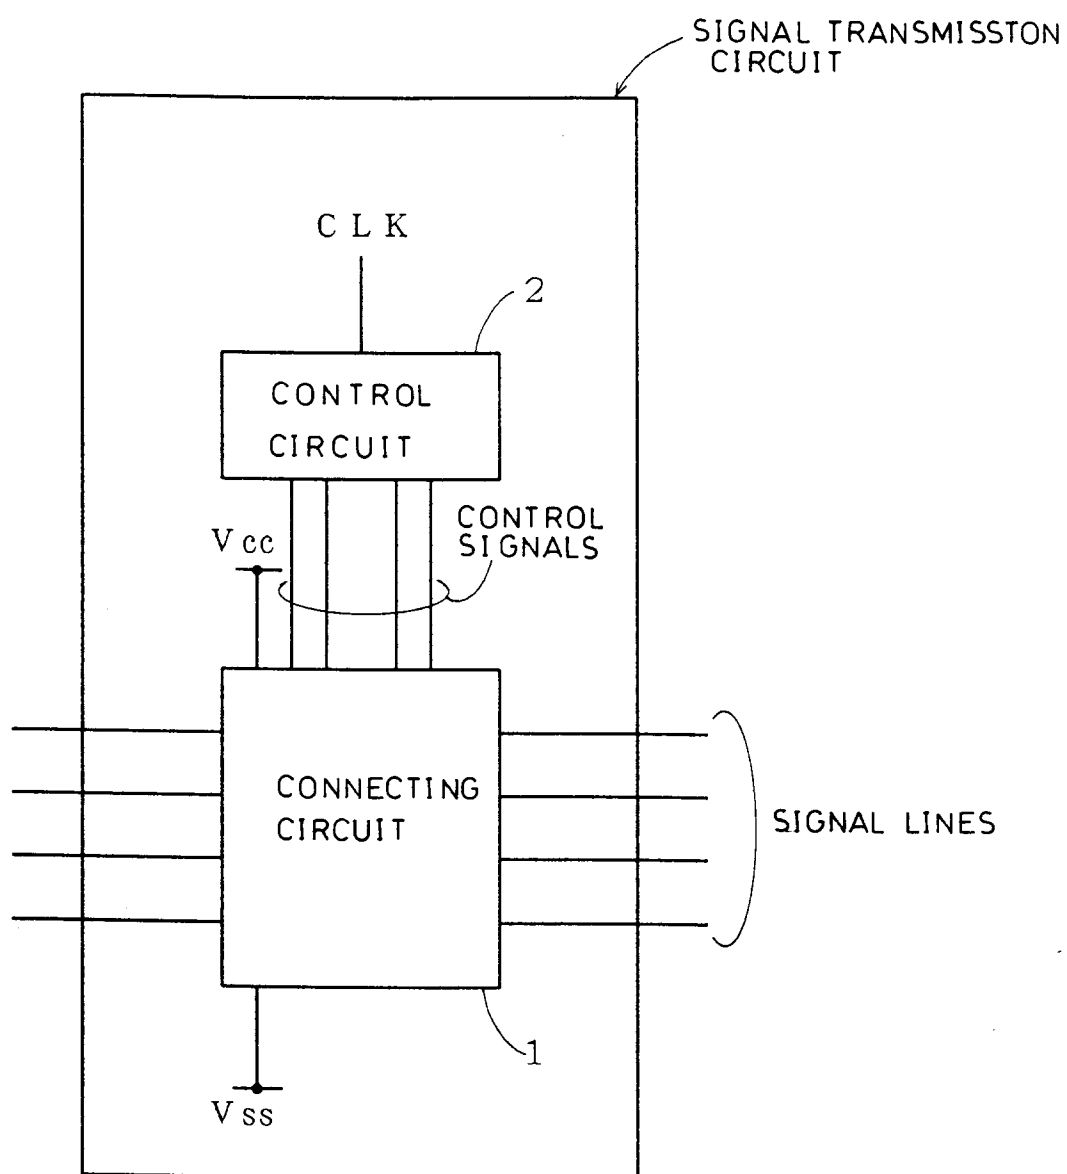 SIGNAL TRANSMISSTON
CIRCUIT
CLK
2
CONTROL
CIRCUIT
CONTROL
SIGNALS
Vcc
CONNECTING
CIRCUIT
SIGNAL LINES
1
Vss